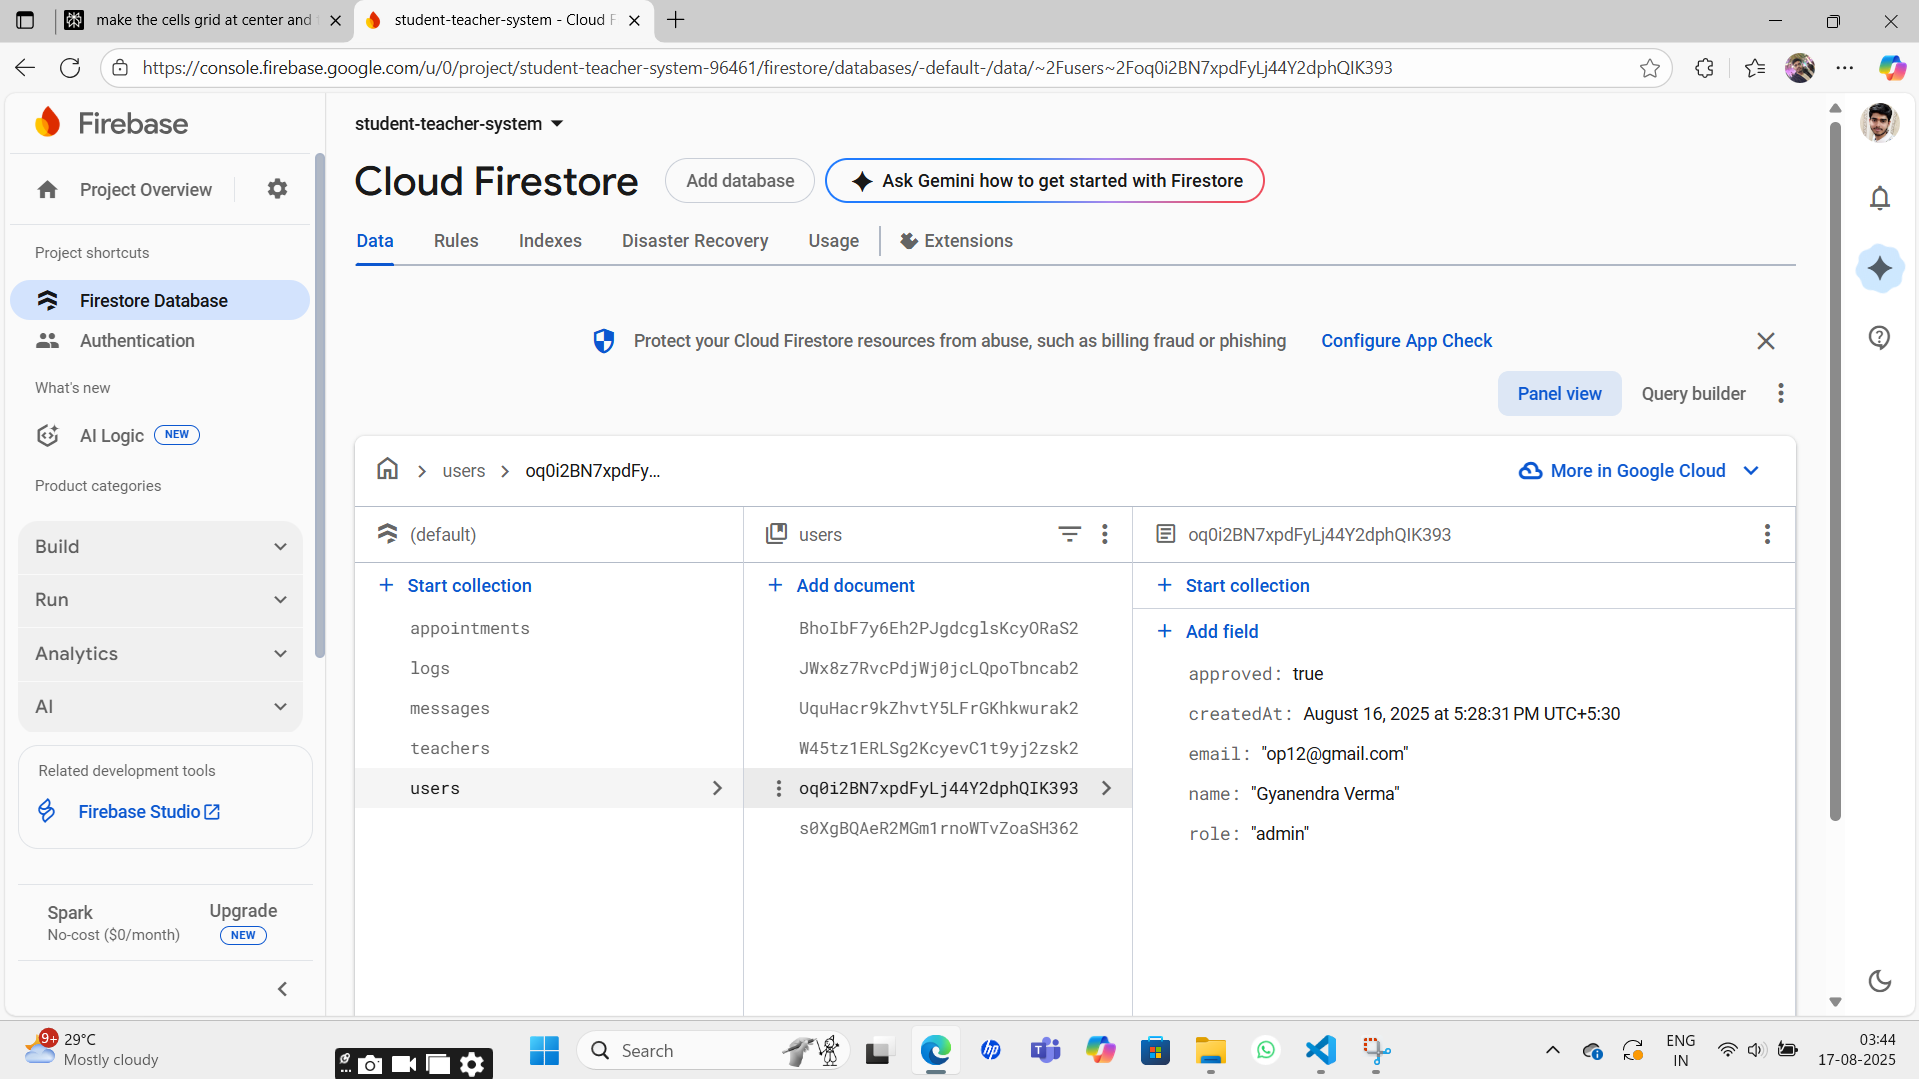 make the cells grid at center and
student-teacher-system - Cloud F
https://console.firebase.google.com/u/0/project/student-teacher-system-96461/firestore/databases/-default-/data/~2Fusers~2Foq0i2BN7xpdFyLj44Y2dphQIK393
Firebase
student-teacher-system
Project Overview
Cloud Firestore
Add database
Ask Gemini how to get started with Firestore
Data
Rules
Indexes
Disaster Recovery
Usage
Extensions
Project shortcuts
Firestore Database
Authentication
What's new
AI Logic
NEW
Product categories
Build
Run
Analytics
AI
Related development tools
Firebase Studio
Spark
No-cost ($0/month)
Upgrade
NEW
Protect your Cloud Firestore resources from abuse, such as billing fraud or phishing
Configure App Check
Panel view
Query builder
users
oq0i2BN7xpdFy...
More in Google Cloud
(default)
Start collection
appointments
logs
messages
teachers
users
users
Add document
BhoIbF7y6Eh2PJgdcglsKcyORaS2
JWx8z7RvcPdjWj0jcLQpoTbncab2
UquHacr9kZhvtY5LFrGKhkwurak2
W45tz1ERLSg2KcyevC1t9yj2zsk2
oq0i2BN7xpdFyLj44Y2dphQIK393
s0XgBQAeR2MGm1rnoWTvZoaSH362
oq0i2BN7xpdFyLj44Y2dphQIK393
Start collection
Add field
approved: true
createdAt: August 16, 2025 at 5:28:31 PM UTC+5:30
email: "op12@gmail.com"
name: "Gyanendra Verma"
role: "admin"
9+
29°C
Mostly cloudy
Search
hp
ENG
IN
03:44
17-08-2025